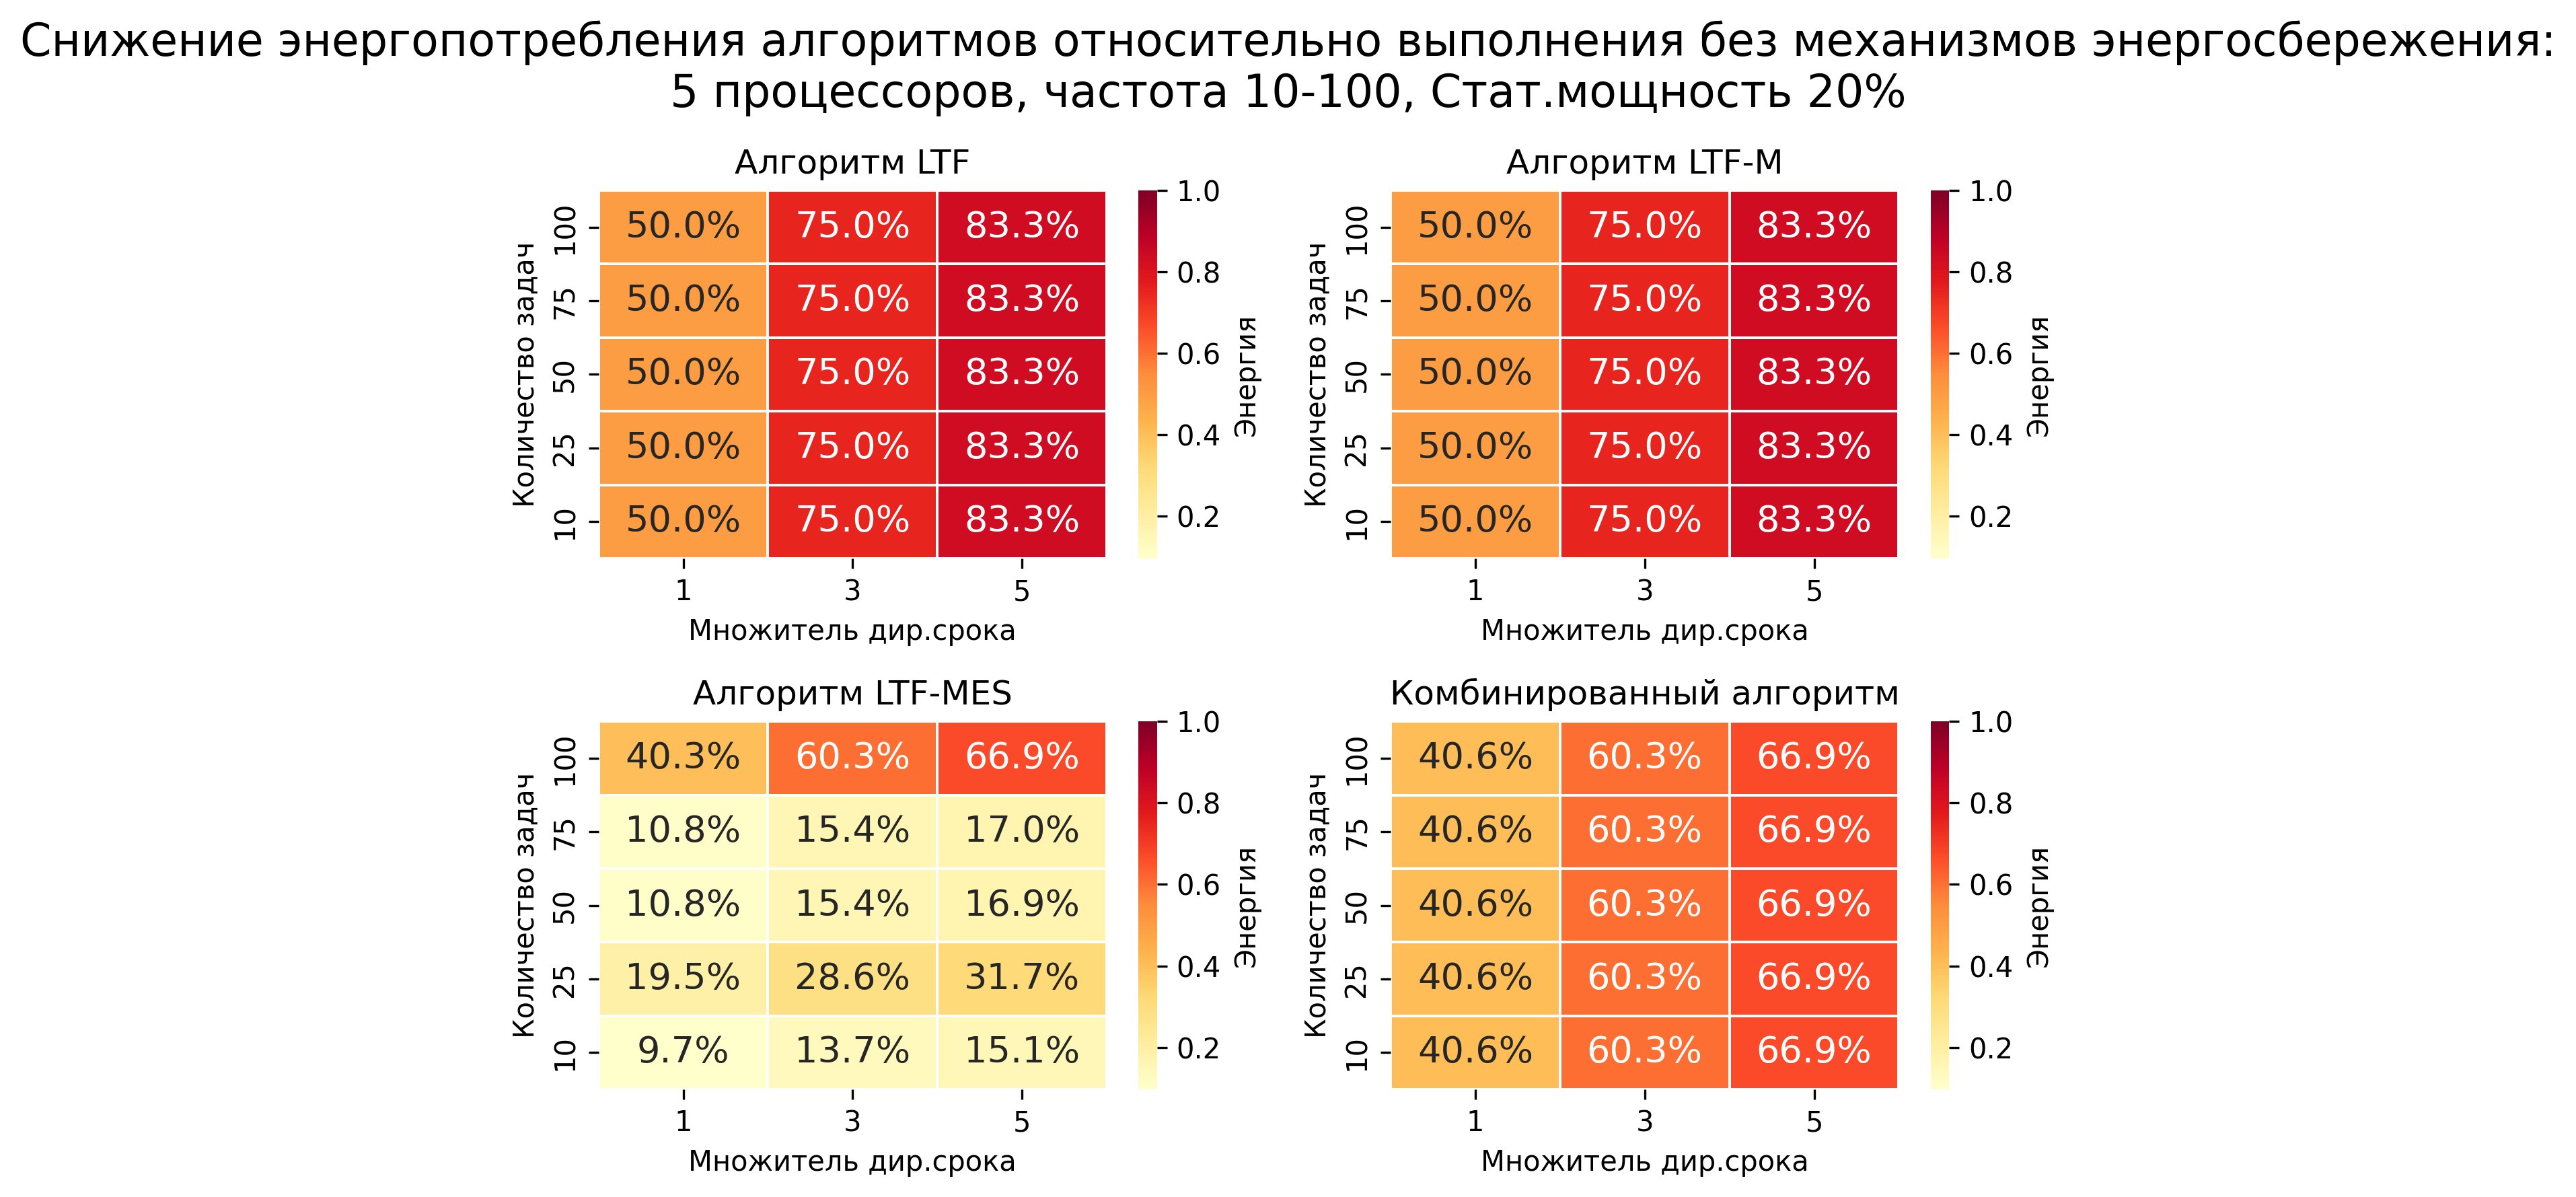 Снижение энергопотребления алгоритмов относительно выполнения без механизмов энергосбережения:
5 процессоров, частота 10-100, Стат.мощность 20%
Алгоритм LTF
Количество задач
100 50.0% 75.0% 83.3%
75 50.0% 75.0% 83.3%
50 50.0% 75.0% 83.3%
25 50.0% 75.0% 83.3%
10 50.0% 75.0% 83.3%
1 3 5
Множитель дир.срока
1.0
0.8
0.6
0.4
0.2
Энергия
Алгоритм LTF-M
Количество задач
100 50.0% 75.0% 83.3%
75 50.0% 75.0% 83.3%
50 50.0% 75.0% 83.3%
25 50.0% 75.0% 83.3%
10 50.0% 75.0% 83.3%
1 3 5
Множитель дир.срока
1.0
0.8
0.6
0.4
0.2
Энергия
Алгоритм LTF-MES
Количество задач
100 40.3% 60.3% 66.9%
75 10.8% 15.4% 17.0%
50 10.8% 15.4% 16.9%
25 19.5% 28.6% 31.7%
10 9.7% 13.7% 15.1%
1 3 5
Множитель дир.срока
1.0
0.8
0.6
0.4
0.2
Энергия
Комбинированный алгоритм
Количество задач
100 40.6% 60.3% 66.9%
75 40.6% 60.3% 66.9%
50 40.6% 60.3% 66.9%
25 40.6% 60.3% 66.9%
10 40.6% 60.3% 66.9%
1 3 5
Множитель дир.срока
1.0
0.8
0.6
0.4
0.2
Энергия